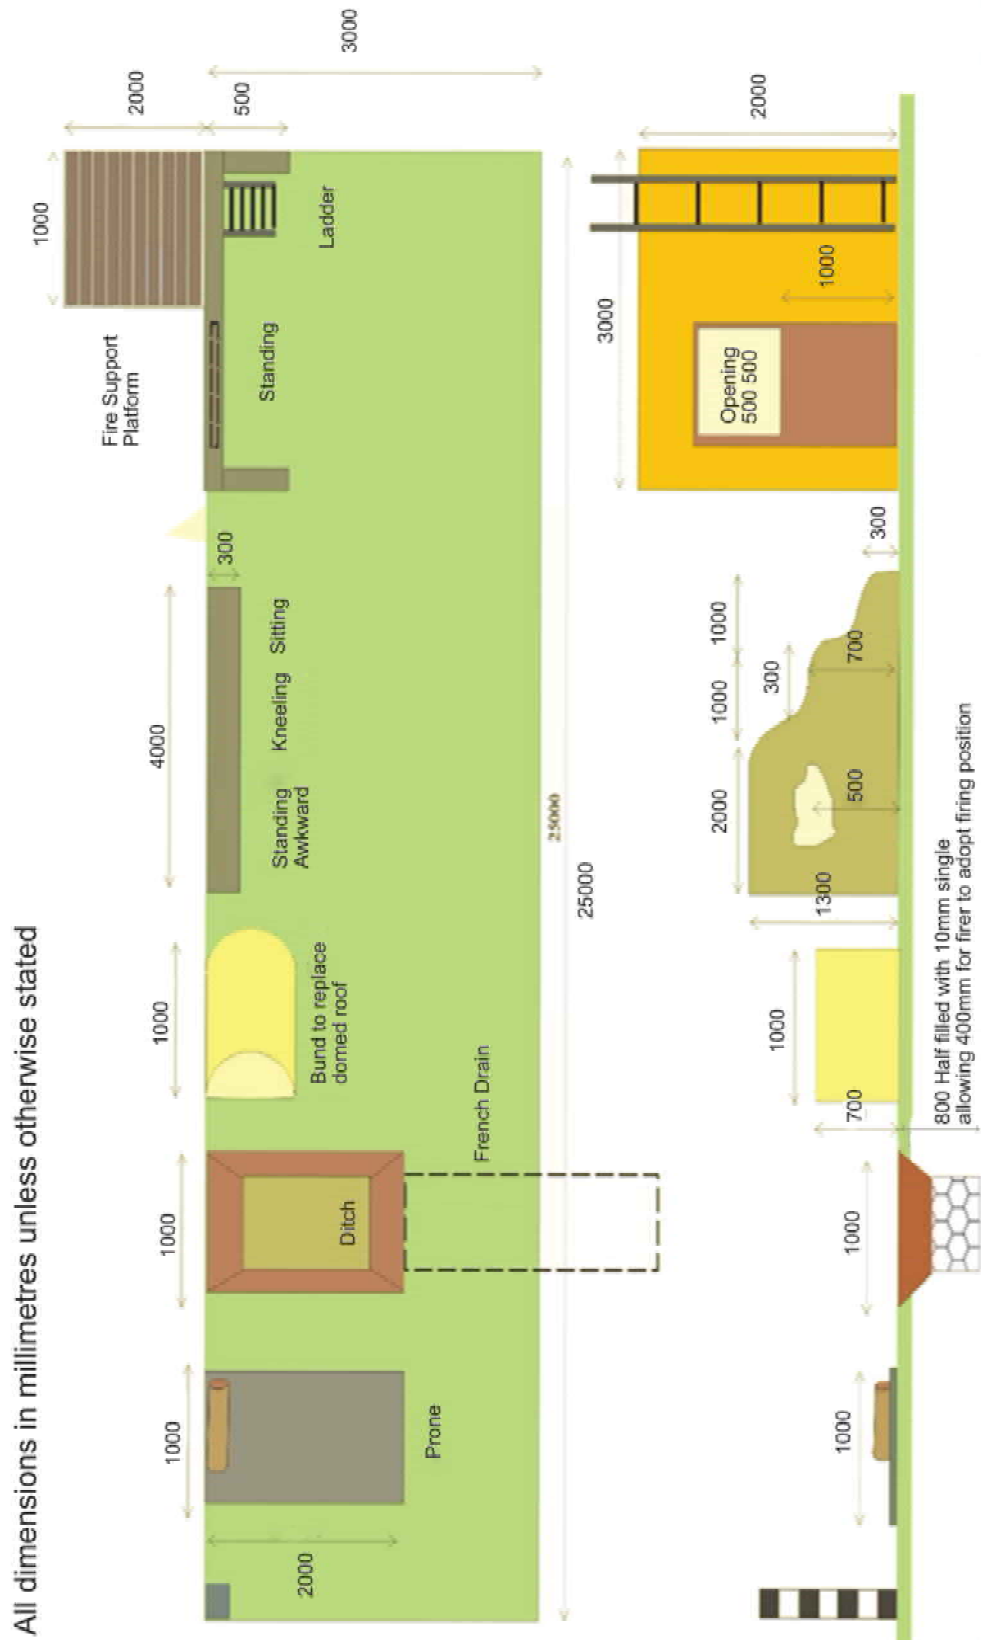 All dimensions in millimetres unless otherwise stated
1000
1000
1000
4000
1000
2000
3000
2000
300
500
Fire Support
Platform
Prone
Ditch
French Drain
Bund to replace
domed roof
Standing
Awkward
Kneeling
Sitting
Standing
Ladder
25000
25000
1000
1000
700
1000
1300
2000
1000
1000
300
500
700
300
3000
2000
Opening
500 500
1000
800 Half filled with 10mm single
allowing 400mm for firer to adopt firing position